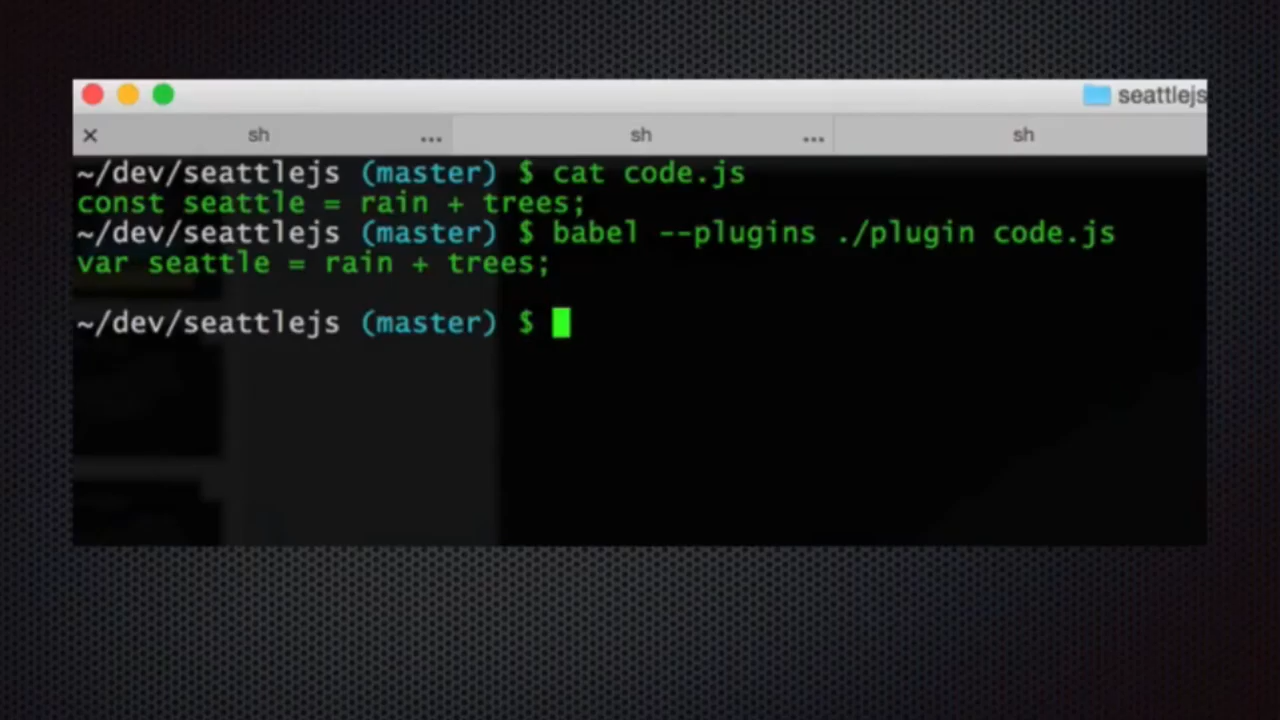 seattlejs
sh ... sh ... sh
~/dev/seattlejs (master) $ cat code.js
const seattle = rain + trees;
~/dev/seattlejs (master) $ babel --plugins ./plugin code.js
var seattle = rain + trees;
~/dev/seattlejs (master) $